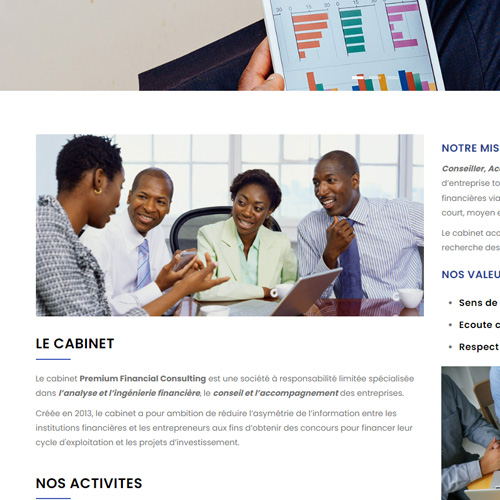 LE CABINET
Le cabinet Premium Financial Consulting est une société à responsabilité limitée spécialisée
dans l'analyse et l'ingénierie financière, le conseil et l'accompagnement des entreprises.
Créée en 2013, le cabinet a pour ambition de réduire l'asymétrie de l'information entre les
institutions financières et les entrepreneurs aux fins d'obtenir des concours pour financer leur
cycle d'exploitation et les projets d'investissement.
NOS ACTIVITES
NOTRE MIS
Conseiller, Ac
d'entreprise to
financières via
court, moyen e
Le cabinet acc
recherche des
NOS VALEU
Sens de
Ecoute c
Respect